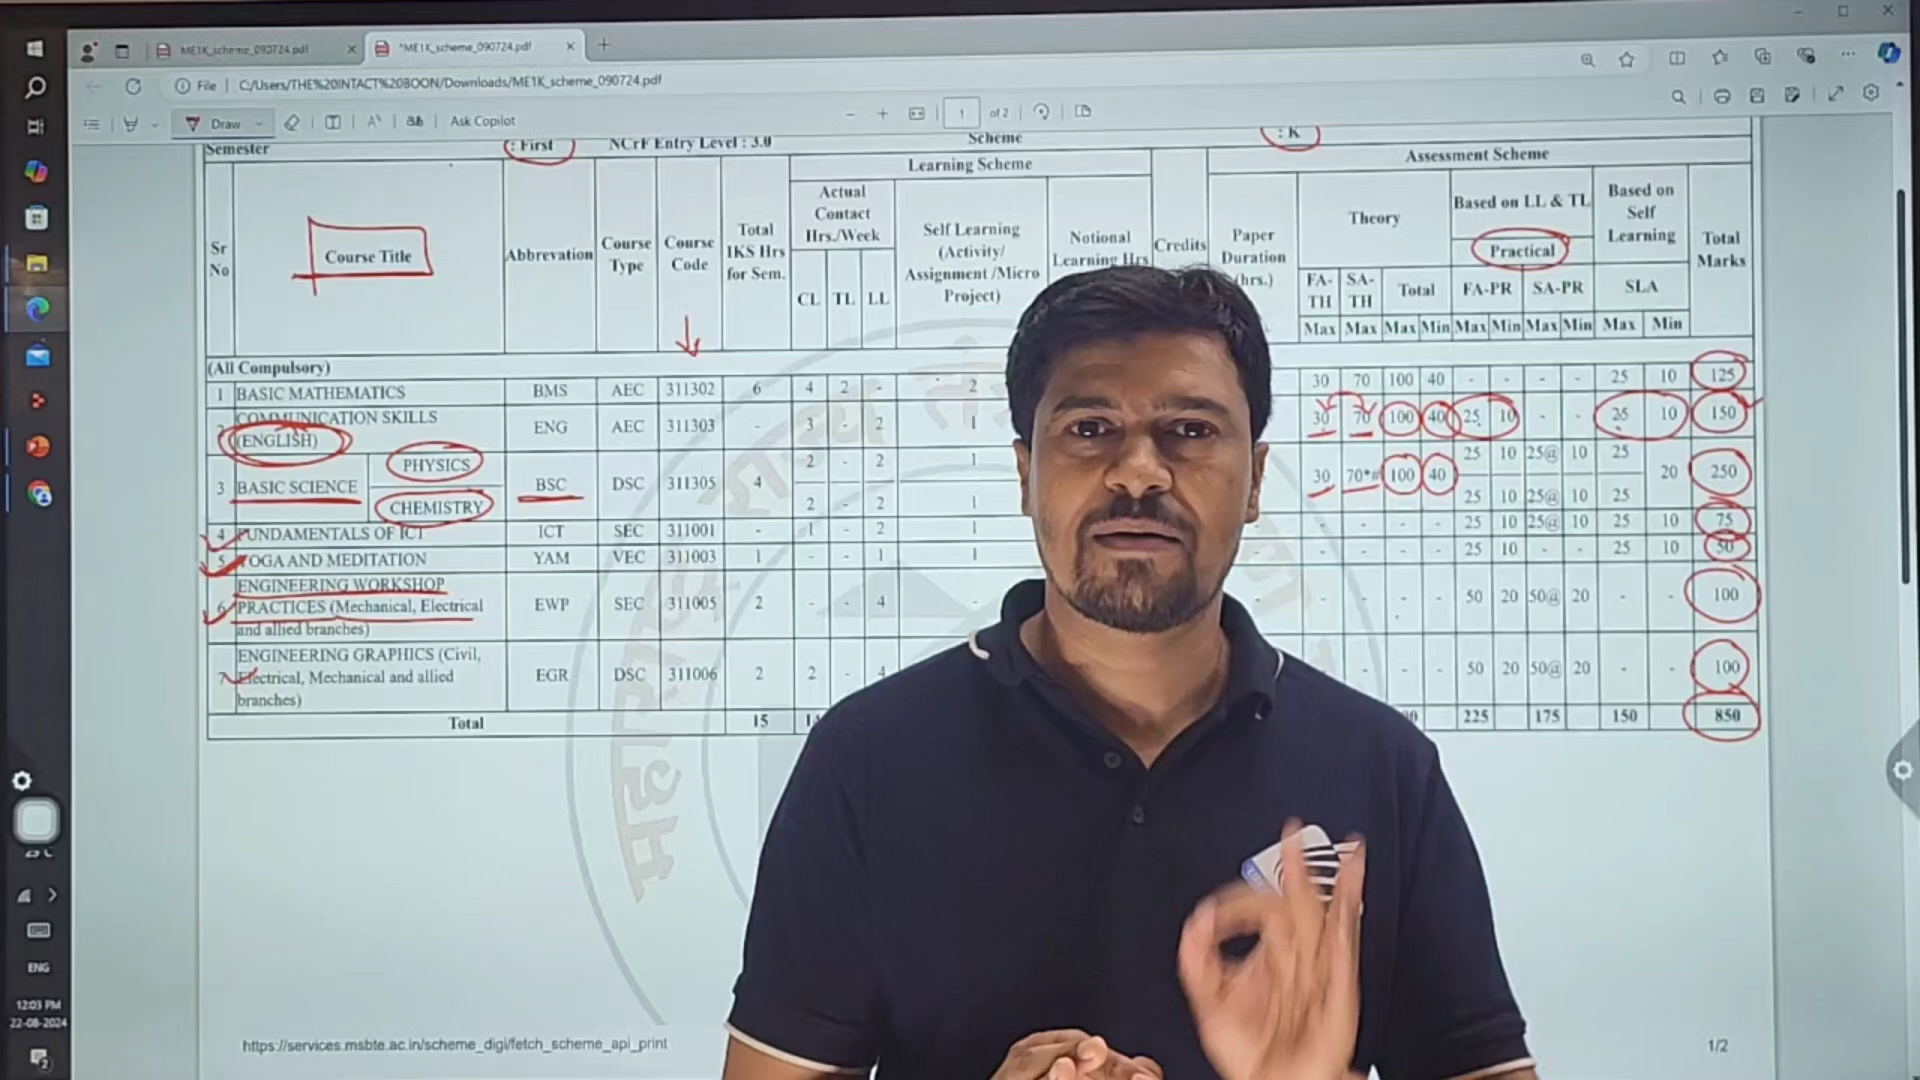 ME1K_scheme_090724.pdf
*ME1K_scheme_090724.pdf
File | C:/Users/THE%20INTACT%20BOON/Downloads/ME1K_scheme_090724.pdf
Draw
Ask Copilot
1 of 2
Semester : First NCrF Entry Level : 3.0 Scheme : K
Learning Scheme
Assessment Scheme
Sr No
Course Title
Abbrevation
Course Type
Course Code
Total IKS Hrs for Sem.
Actual Contact Hrs./Week
CL TL LL
Self Learning (Activity/ Assignment /Micro Project)
Notional Learning Hrs
Credits
Paper Duration (hrs.)
Theory
Based on LL & TL
Practical
Based on Self Learning
Total Marks
FA-TH SA-TH Total FA-PR SA-PR SLA
Max Max Max Min Max Min Max Min Max Min
(All Compulsory)
1 BASIC MATHEMATICS BMS AEC 311302 6 4 2 - 2 30 70 100 40 - - - - 25 10 125
2 COMMUNICATION SKILLS (ENGLISH) ENG AEC 311303 - 3 - 2 1 30 70 100 40 25 10 - - 25 10 150
3 BASIC SCIENCE BSC DSC 311305 4 30 70*# 100 40 20 250
PHYSICS 2 - 2 1 25 10 25@ 10 25
CHEMISTRY 2 - 2 1 25 10 25@ 10 25
4 FUNDAMENTALS OF ICT ICT SEC 311001 - 1 - 2 1 - - - - 25 10 25@ 10 25 10 75
5 YOGA AND MEDITATION YAM VEC 311003 1 - - 1 1 - - - - - 25 10 - - 25 10 50
6 ENGINEERING WORKSHOP PRACTICES (Mechanical, Electrical and allied branches) EWP SEC 311005 2 - - 4 - - - - - 50 20 50@ 20 - - 100
7 ENGINEERING GRAPHICS (Civil, Electrical, Mechanical and allied branches) EGR DSC 311006 2 2 - 4 - - - - 50 20 50@ 20 - - 100
Total 15 225 175 150 850
https://services.msbte.ac.in/scheme_digi/fetch_scheme_api_print
1/2
ENG
12:03 PM
22-08-2024